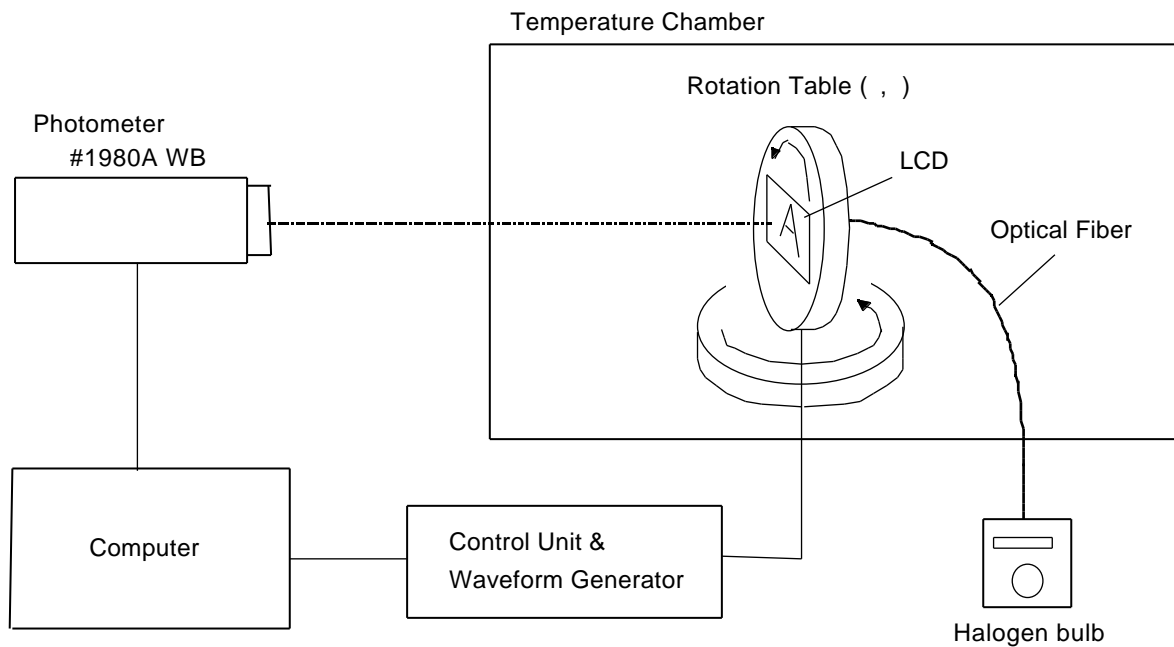 Temperature Chamber
Rotation Table ( , )
Photometer
#1980A WB
LCD
A
Optical Fiber
Computer
Control Unit &
Waveform Generator
Halogen bulb